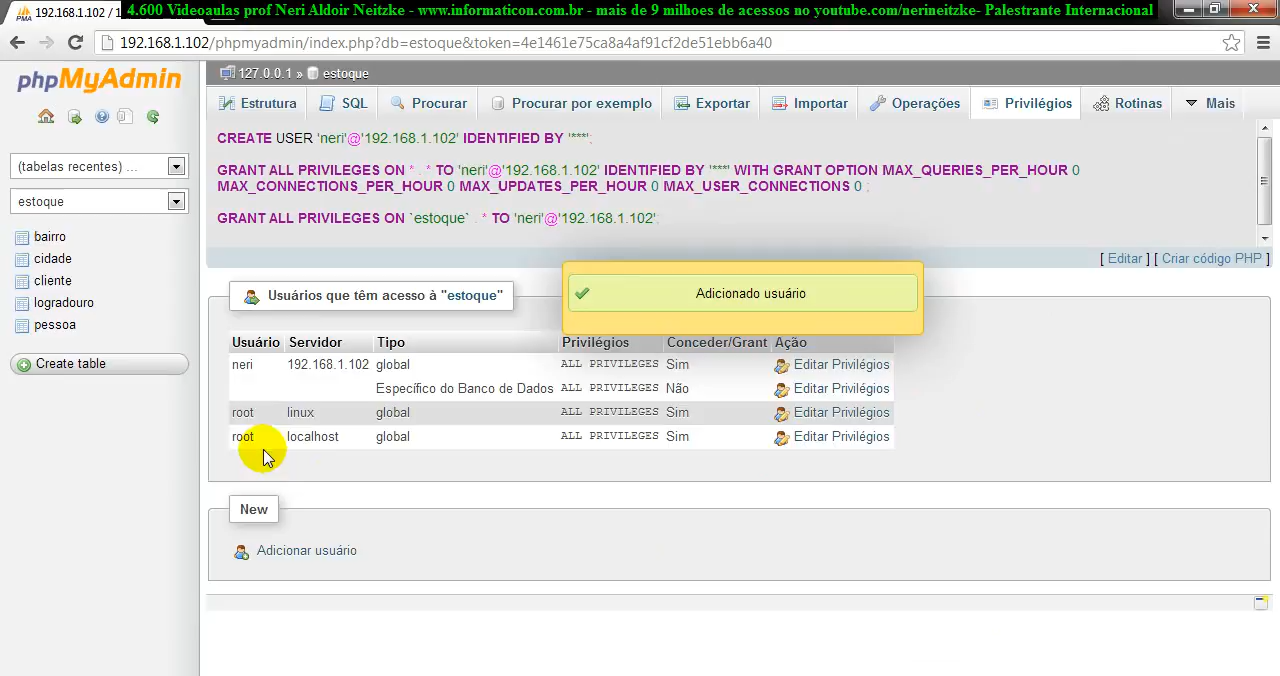 192.168.1.102 / 1
4.600 Videoaulas prof Neri Aldoir Neitzke - www.informaticon.com.br - mais de 9 milhoes de acessos no youtube.com/nerineitzke- Palestrante Internacional
192.168.1.102/phpmyadmin/index.php?db=estoque&token=4e1461e75ca8a4af91cf2de51ebb6a40
phpMyAdmin
127.0.0.1 » estoque
Estrutura SQL Procurar Procurar por exemplo Exportar Importar Operações Privilégios Rotinas Mais
(tabelas recentes) ...
estoque
bairro
cidade
cliente
logradouro
pessoa
Create table
CREATE USER 'neri'@'192.168.1.102' IDENTIFIED BY '***';
GRANT ALL PRIVILEGES ON * . * TO 'neri'@'192.168.1.102' IDENTIFIED BY '***' WITH GRANT OPTION MAX_QUERIES_PER_HOUR 0
MAX_CONNECTIONS_PER_HOUR 0 MAX_UPDATES_PER_HOUR 0 MAX_USER_CONNECTIONS 0 ;
GRANT ALL PRIVILEGES ON `estoque` . * TO 'neri'@'192.168.1.102';
[ Editar ] [ Criar código PHP ]
Usuários que têm acesso à "estoque"
Adicionado usuário
Usuário Servidor Tipo Privilégios Conceder/Grant Ação
neri 192.168.1.102 global ALL PRIVILEGES Sim Editar Privilégios
Específico do Banco de Dados ALL PRIVILEGES Não Editar Privilégios
root linux global ALL PRIVILEGES Sim Editar Privilégios
root localhost global ALL PRIVILEGES Sim Editar Privilégios
New
Adicionar usuário